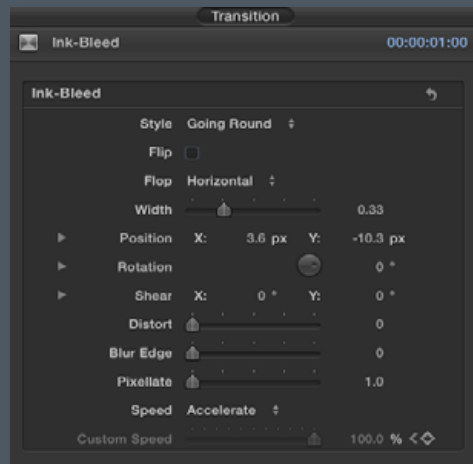 Transition
Ink-Bleed 00:00:01:00
Ink-Bleed
Style Going Round
Flip
Flop Horizontal
Width 0.33
Position X: 3.6 px Y: -10.3 px
Rotation 0 °
Shear X: 0 ° Y: 0 °
Distort 0
Blur Edge 0
Pixellate 1.0
Speed Accelerate
Custom Speed 100.0 %